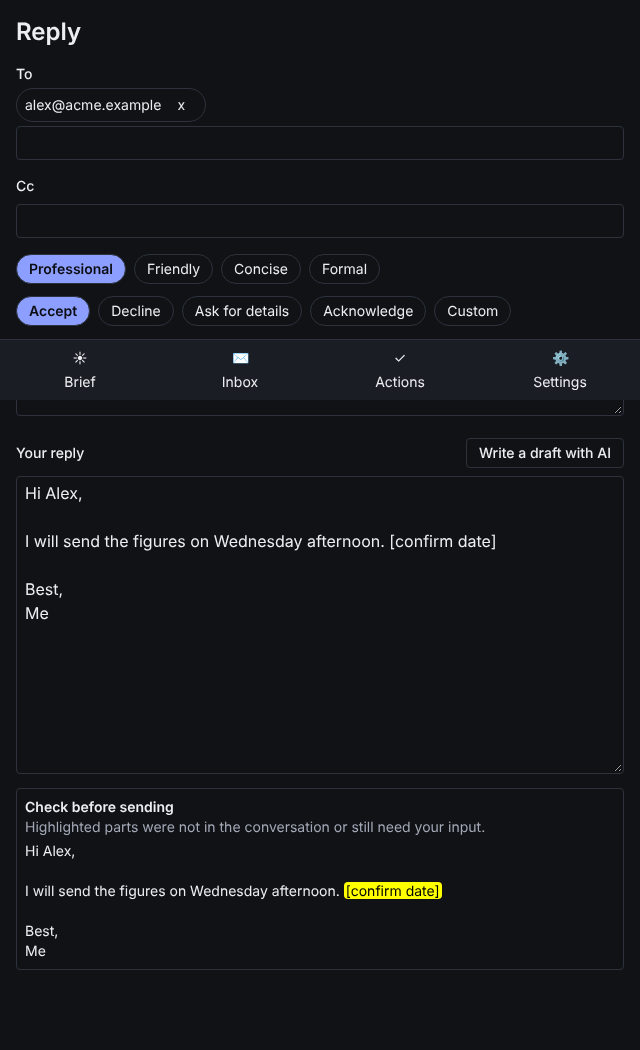 Reply
To
alex@acme.example x
Cc
Professional Friendly Concise Formal
Accept Decline Ask for details Acknowledge Custom
Brief Inbox Actions Settings
Your reply Write a draft with AI
Hi Alex,
I will send the figures on Wednesday afternoon. [confirm date]
Best,
Me
Check before sending
Highlighted parts were not in the conversation or still need your input.
Hi Alex,
I will send the figures on Wednesday afternoon. [confirm date]
Best,
Me